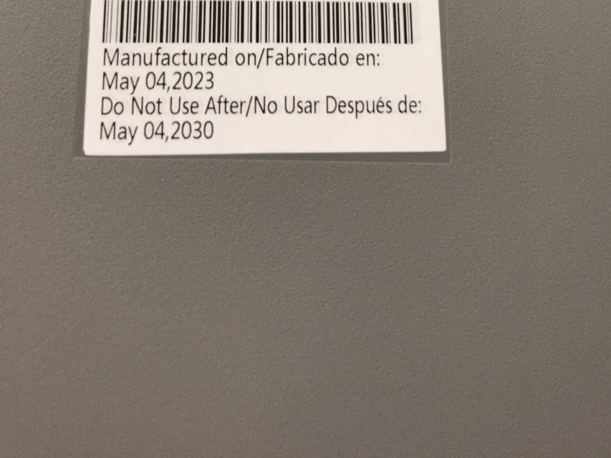 Manufactured on/Fabricado en:
May 04,2023
Do Not Use After/No Usar Después de:
May 04,2030